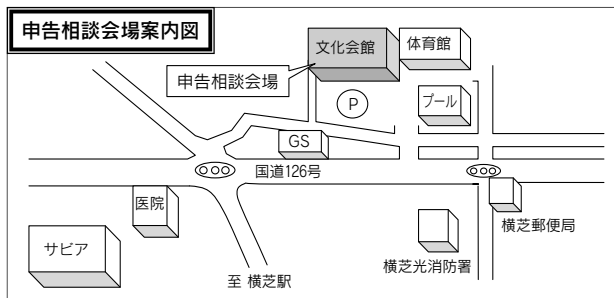 申告相談会場案内図
文化会館
体育館
申告相談会場
P
プール
GS
国道126号
医院
横芝郵便局
サビア
横芝光消防署
至 横芝駅